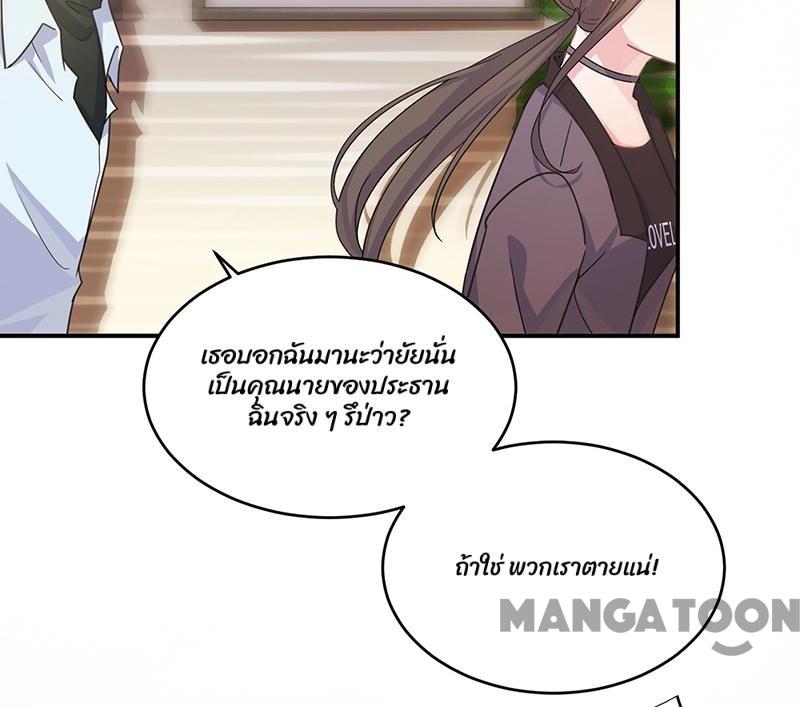 LOVEL
เธอบอกฉันมานะว่ายัยนั่น
เป็นคุณนายของประธาน
ฉินจริง ๆ รึป่าว?
ถ้าใช่ พวกเราตายแน่!
MANGATOON